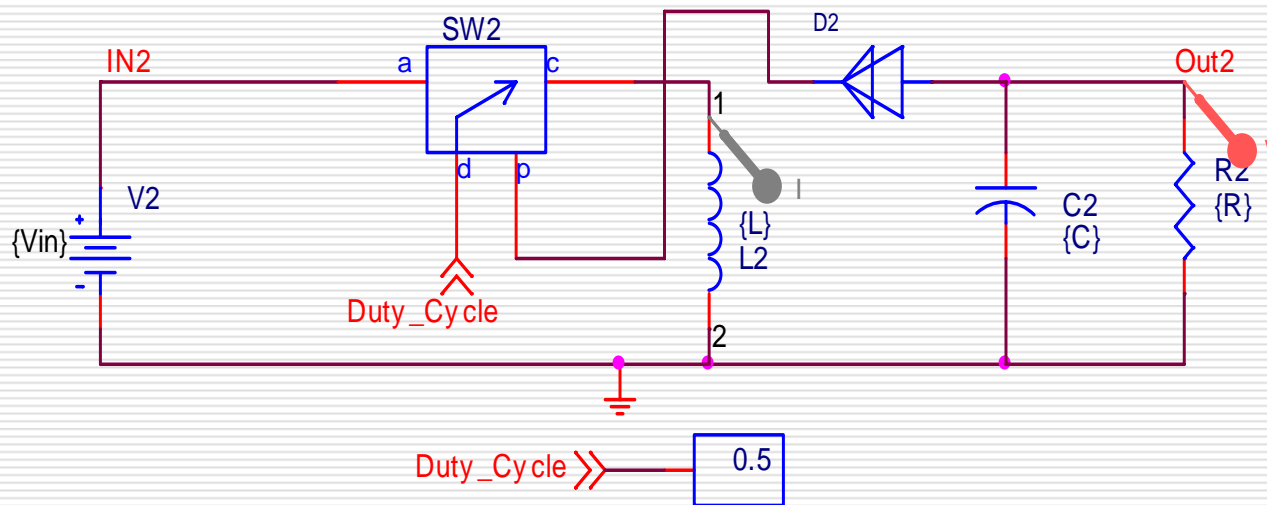 SW2
D2
IN2
a
c
Out2
1
d
p
I
V2
{Vin}
+
-
{L}
L2
C2
{C}
R2
{R}
Duty_Cycle
2
Duty_Cycle
0.5